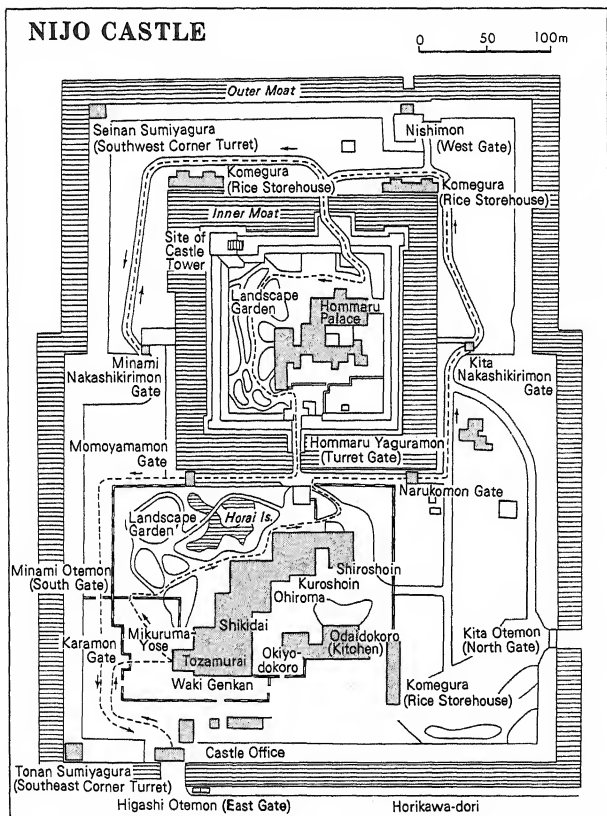 NIJO CASTLE
0 50 100m
Outer Moat
Seinan Sumiyagura
(Southwest Corner Turret)
Nishimon
(West Gate)
Komegura
(Rice Storehouse)
Komegura
(Rice Storehouse)
Inner Moat
Site of
Castle
Tower
Landscape
Garden
Hommaru
Palace
Minami
Nakashikirimon
Gate
Kita
Nakashikirimon
Gate
Momoyamamon
Gate
Hommaru Yaguramon
(Turret Gate)
Narukomon Gate
Landscape
Garden
Horai Is.
Minami Otemon
(South Gate)
Shiroshoin
Kuroshoin
Ohiroma
Shikidai
Mikuruma
Yose
Karamon
Gate
Tozamurai
Okiyo-
dokoro
Odaidokoro
(Kitchen)
Kita Otemon
(North Gate)
Waki Genkan
Komegura
(Rice Storehouse)
Castle Office
Tonan Sumiyagura
(Southeast Corner Turret)
Higashi Otemon (East Gate)
Horikawa-dori